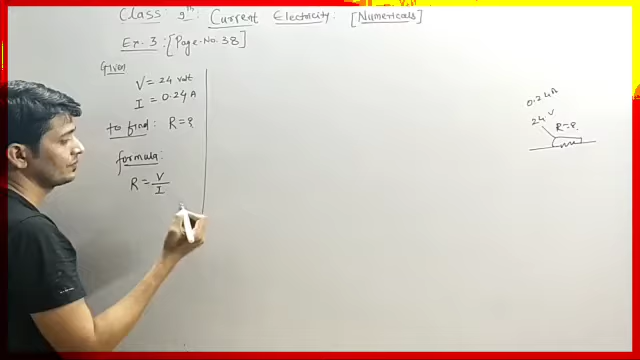 Class: 9th: Current Electricity: [Numericals]
Ex. 3 : [Page. No. 38]
Given
V = 24 volt
I = 0.24 A
to find: R = ?
formula:
R = V/I
0.24 A
24 V
R = ?